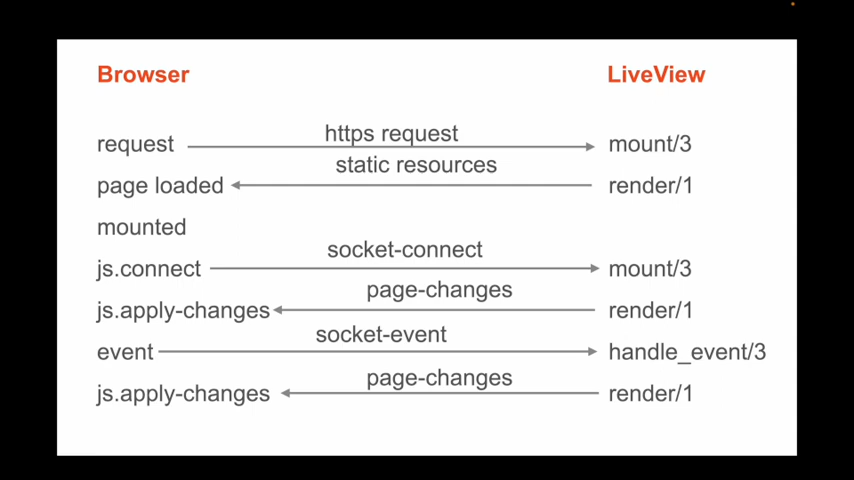 Browser LiveView
https request
request mount/3
static resources
page loaded render/1
mounted
socket-connect
js.connect mount/3
page-changes
js.apply-changes render/1
socket-event
event handle_event/3
page-changes
js.apply-changes render/1